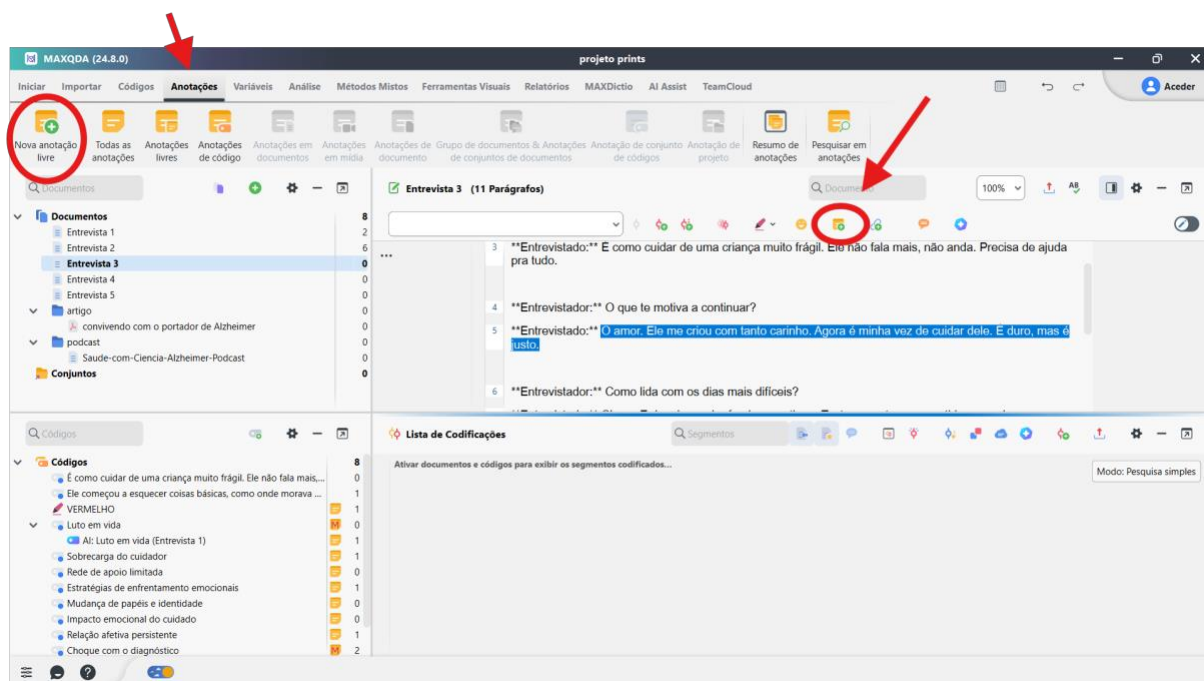 MAXQDA (24.8.0)
projeto prints
Iniciar Importar Códigos Anotações Variáveis Análise Métodos Mistos Ferramentas Visuais Relatórios MAXDictio AI Assist TeamCloud
Aceder
Nova anotação livre
Todas as anotações
Anotações livres
Anotações de código
Anotações em documentos
Anotações em mídia
Anotações de documento
Grupo de documentos & Anotações de conjuntos de documentos
Anotação de conjunto de códigos
Anotação de projeto
Resumo de anotações
Pesquisar em anotações
Documentos
Entrevista 3 (11 Parágrafos)
100%
Documentos 8
Entrevista 1 2
Entrevista 2 6
Entrevista 3 0
Entrevista 4 0
Entrevista 5 0
artigo 0
convivendo com o portador de Alzheimer 0
podcast 0
Saude-com-Ciencia-Alzheimer-Podcast 0
Conjuntos 0
3 **Entrevistado:** É como cuidar de uma criança muito frágil. Ele não fala mais, não anda. Precisa de ajuda
pra tudo.
4 **Entrevistador:** O que te motiva a continuar?
5 **Entrevistado:** O amor. Ele me criou com tanto carinho. Agora é minha vez de cuidar dele. É duro, mas é
justo.
6 **Entrevistador:** Como lida com os dias mais difíceis?
Códigos
Lista de Codificações
Segmentos
Ativar documentos e códigos para exibir os segmentos codificados...
Modo: Pesquisa simples
Códigos 8
É como cuidar de uma criança muito frágil. Ele não fala mais,... 0
Ele começou a esquecer coisas básicas, como onde morava ... 1
VERMELHO 1
Luto em vida M 0
AI: Luto em vida (Entrevista 1) 1
Sobrecarga do cuidador 1
Rede de apoio limitada 0
Estratégias de enfrentamento emocionais 1
Mudança de papéis e identidade 0
Impacto emocional do cuidado 0
Relação afetiva persistente 1
Choque com o diagnóstico M 2